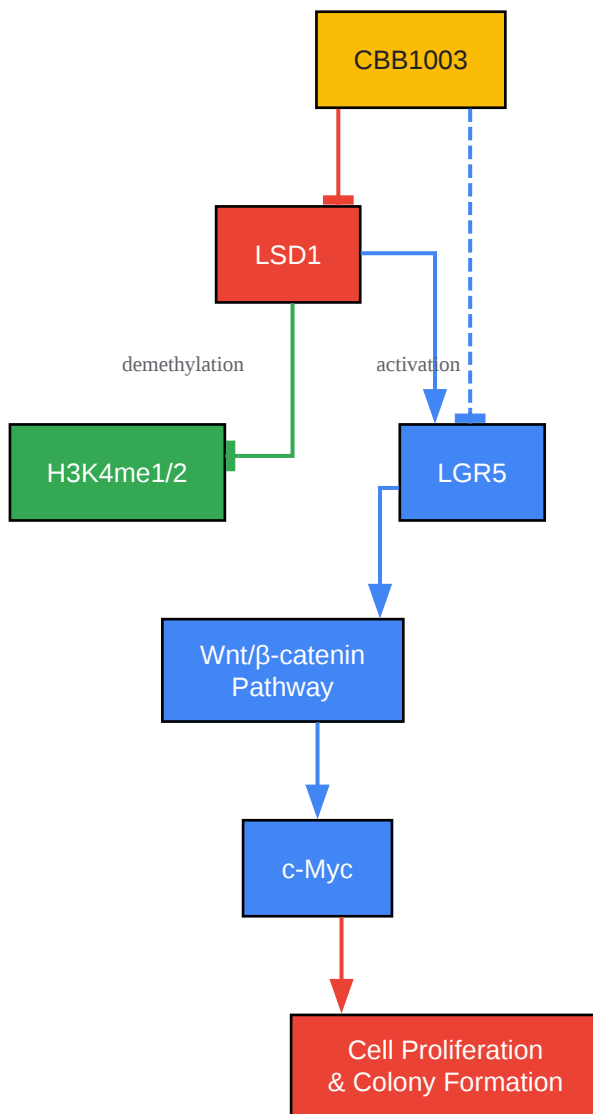 CBB1003
LSD1
demethylation
activation
H3K4me1/2
LGR5
Wnt/β-catenin
Pathway
c-Myc
Cell Proliferation
& Colony Formation